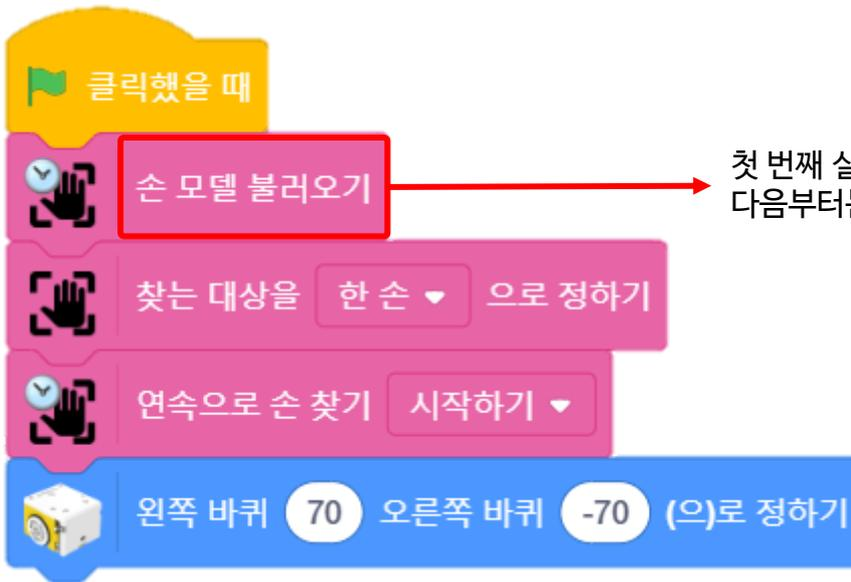 클릭했을 때
손 모델 불러오기
첫 번째
다음부터
찾는 대상을 한 손 으로 정하기
연속으로 손 찾기 시작하기
왼쪽 바퀴 70 오른쪽 바퀴 -70 (으)로 정하기